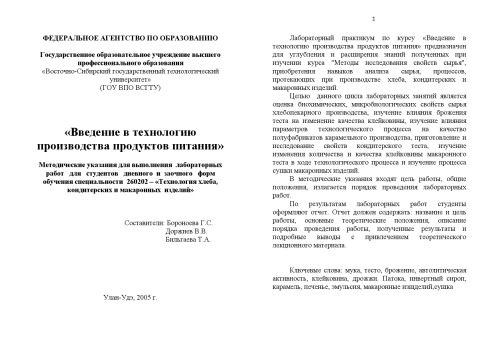 ФЕДЕРАЛЬНОЕ АГЕНТСТВО ПО ОБРАЗОВАНИЮ
Государственное образовательное учреждение высшего
профессионального образования
«Восточно-Сибирский государственный технологический
университет»
(ГОУ ВПО ВСГТУ)
«Введение в технологию
производства продуктов питания»
Методические указания для выполнения лабораторных
работ для студентов дневного и заочного форм
обучения специальности 260202 – «Технология хлеба,
кондитерских и макаронных изделий»
Составители: Бороноева Г.С.
Доржиев В.В.
Бильгаева Т.А.
Улан-Удэ, 2005 г.
2
Лабораторный практикум по курсу «Введение в
технологию производства продуктов питания» предназначен
для углубления и расширения знаний полученных при
изучении курса "Методы исследования свойств сырья",
приобретения навыков анализа сырья, процессов,
протекающих при производстве хлеба, кондитерских и
макаронных изделий.
Целью данного цикла лабораторных занятий является
оценка биохимических, микробиологических свойств сырья
хлебопекарного производства, изучение влияния брожения
теста на изменение качества клейковины, изучение влияния
параметров технологического процесса на качество
полуфабрикатов карамельного производства, приготовление и
исследование свойств кондитерского теста, изучение
изменения количества и качества клейковины макаронного
теста в ходе технологического процесса и изучение процесса
сушки макаронных изделий.
В методические указания входят цель работы, общие
положения, излагается порядок проведения лабораторных
работ.
По результатам лабораторных работ студенты
оформляют отчет. Отчет должен содержать: название и цель
работы, основные теоретические положения, описание
порядка проведения работы, полученные результаты и
подробные выводы с привлечением теоретического
лекционного материала.
Ключевые слова: мука, тесто, брожение, автолитическая
активность, клейковина, дрожжи. Патока, инвертный сироп,
карамель, печенье, эмульсия, макаронные изделия,сушка